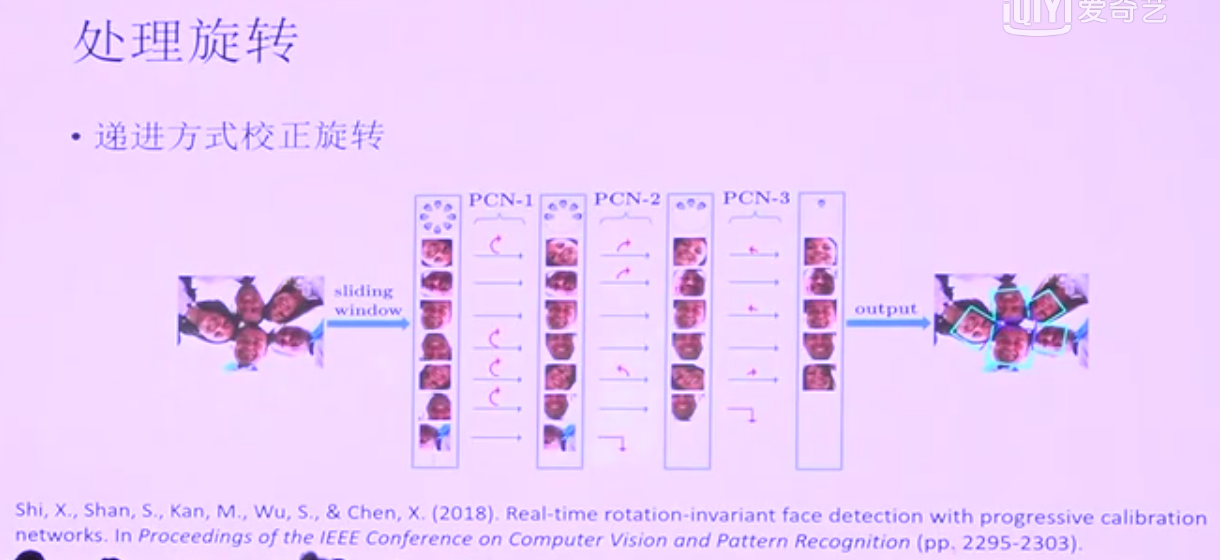 iQIYI 爱奇艺
处理旋转
• 递进方式校正旋转
PCN-1 PCN-2 PCN-3
sliding
window
output
Shi, X., Shan, S., Kan, M., Wu, S., & Chen, X. (2018). Real-time rotation-invariant face detection with progressive calibration
networks. In Proceedings of the IEEE Conference on Computer Vision and Pattern Recognition (pp. 2295-2303).